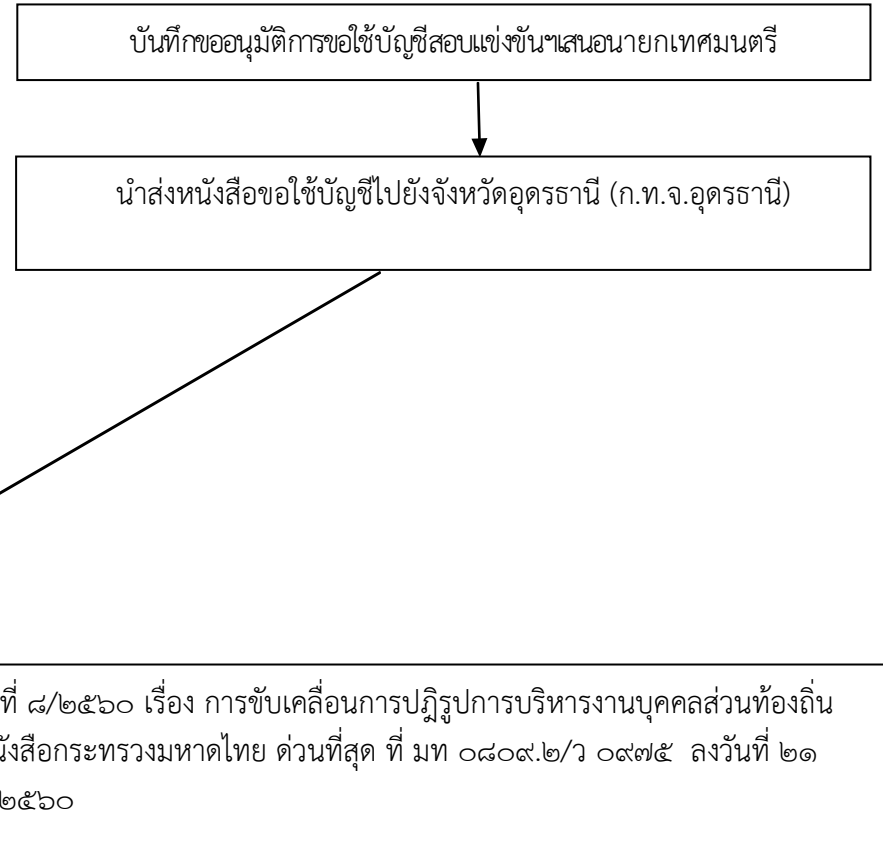 บันทึกขออนุมัติการขอใช้บัญชีสอบแข่งขันฯเสนอนายกเทศมนตรี
นำส่งหนังสือขอใช้บัญชีไปยังจังหวัดอุดรธานี (ก.ท.จ.อุดรธานี)
ที่ ๘/๒๕๖๐ เรื่อง การขับเคลื่อนการปฎิรูปการบริหารงานบุคคลส่วนท้องถิ่น
นังสือกระทรวงมหาดไทย ด่วนที่สุด ที่ มท ๐๘๐๙.๒/ว ๐๙๗๕ ลงวันที่ ๒๑
๒๕๖๐